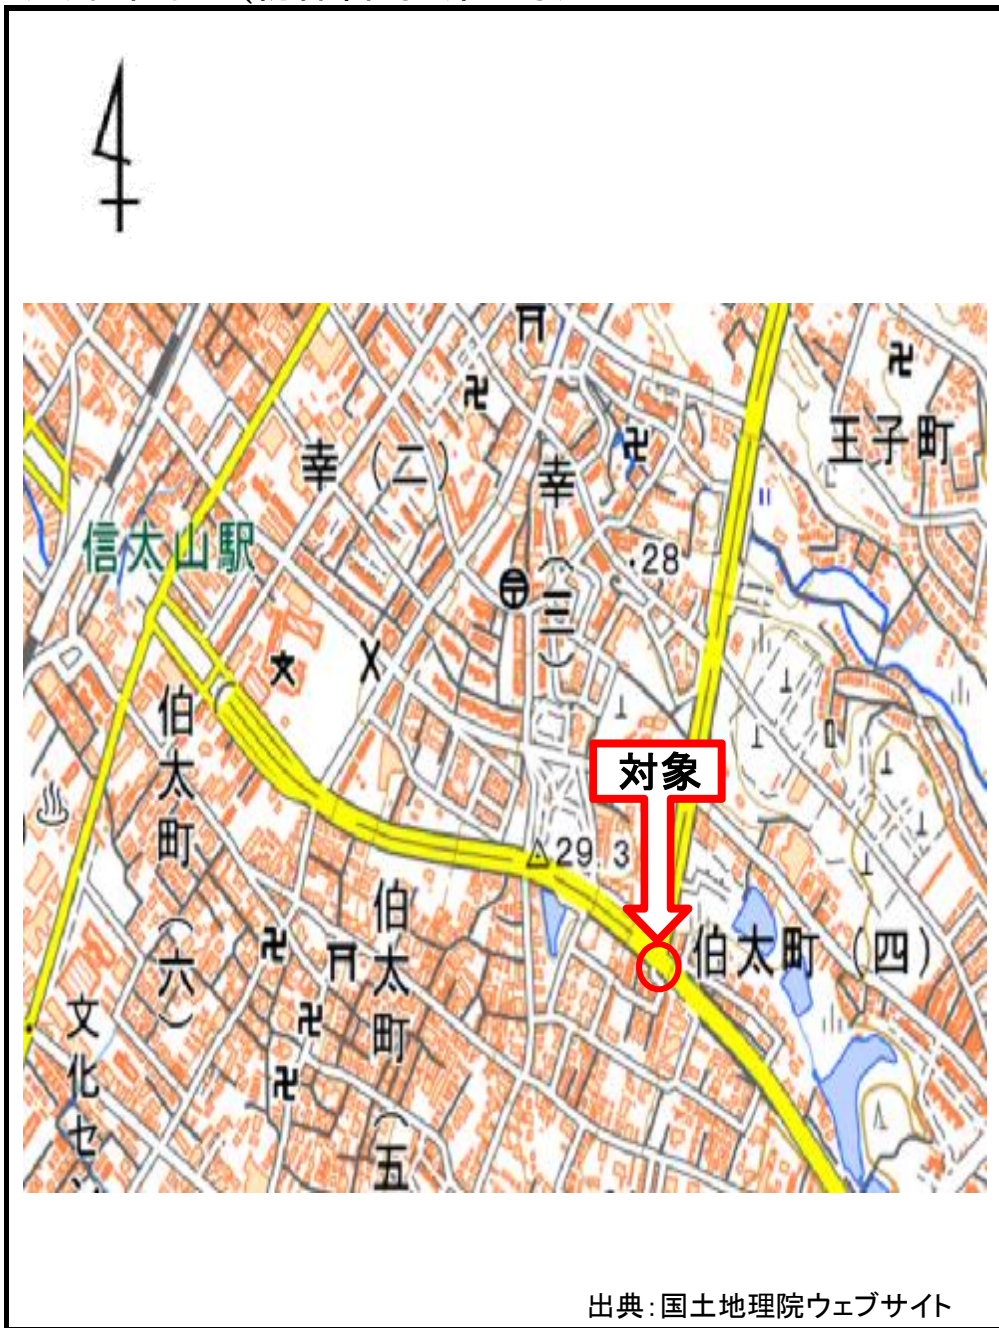 王子町
幸(二)
幸(三)
信太山駅
・28
対象
伯太町(六)
29.3
伯太町(五
伯太町(四)
文化セ
出典:国土地理院ウェブサイト